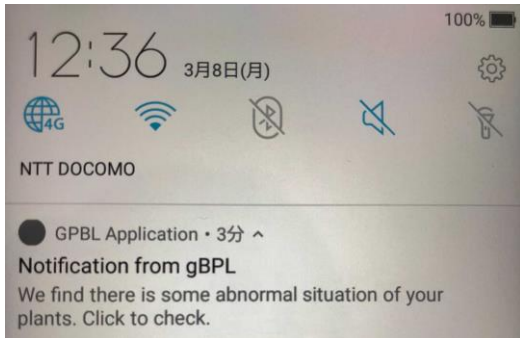 100%
12:36 3月8日(月)
4G
NTT DOCOMO
GPBL Application • 3分
Notification from gBPL
We find there is some abnormal situation of your
plants. Click to check.